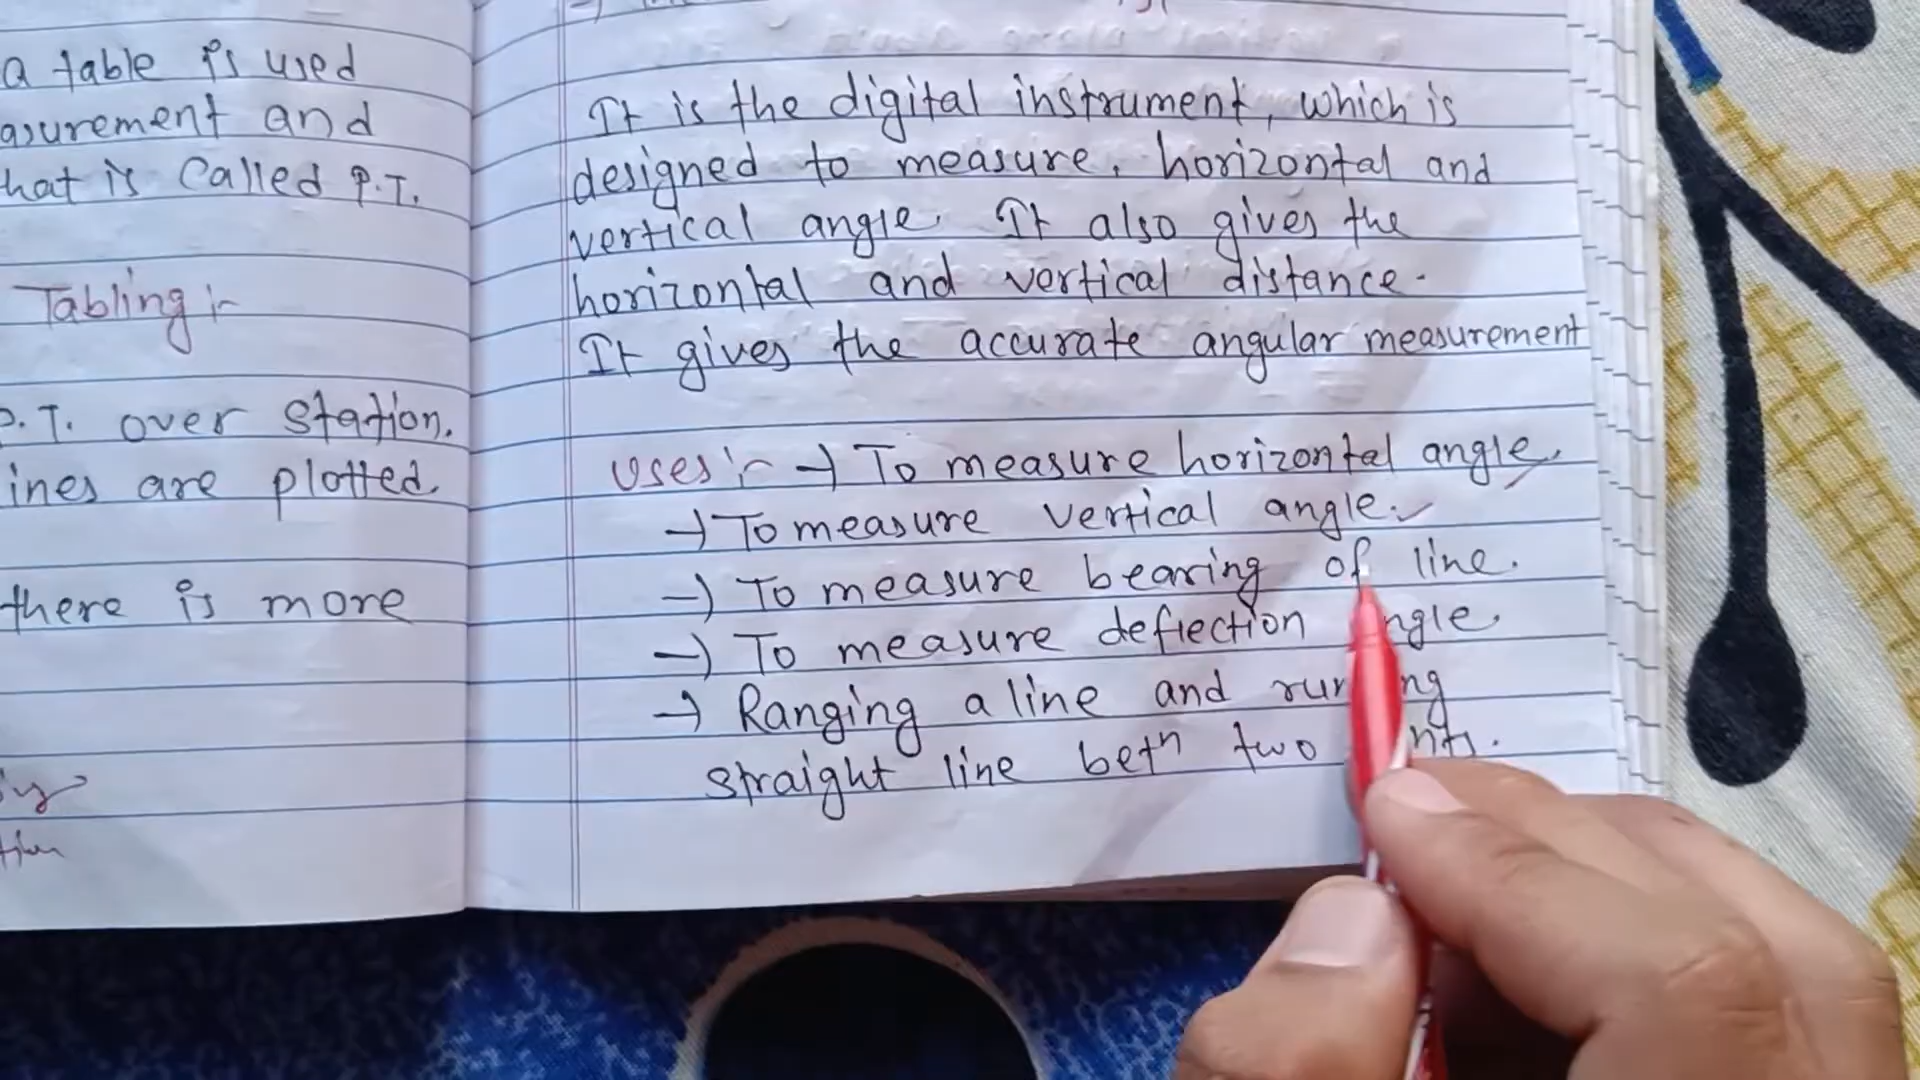 a table is used
asurement and
hat is called P.T.
Tabling :-
P.T. over station.
ines are plotted.
there is more
It is the digital instrument, which is
designed to measure, horizontal and
vertical angle. It also gives the
horizontal and vertical distance.
It gives the accurate angular measurement
Uses :- → To measure horizontal angle.
→ To measure vertical angle.
→ To measure bearing of line.
→ To measure deflection ngle.
→ Ranging a line and
straight line betn two